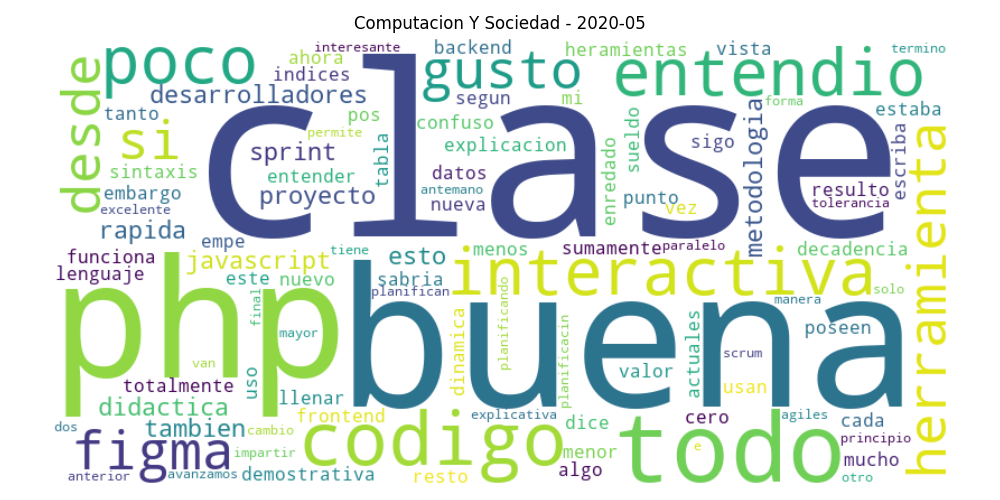 Computacion Y Sociedad - 2020-05
interesante
backend
heramientas
vista
termino
poco
ahora
indices
gusto
entendio
desde
desarrolladores
segun
mi
forma
tanto
si
pos
confuso
estaba
clase
permite
sprint
tabla
explicacion
enredado
sueldo
sigo
metodologia
escriba
sintaxis
entender
datos
antemano
embargo
proyecto
nueva
punto
vez
resulto
tolerancia
excelente
rapida
empe
tiene
esto
menos
sumamente
paralelo
decadencia
herramienta
funciona
lenguaje
javascript
este
nuevo
sabria
planifican
interactiva
solo
php
buena
final
mayor
dinamica
planificando
planificacin
manera
poseen
actuales
scrum
van
totalmente
uso
llenar
valor
usan
didactica
frontend
explicativa
dice
cero
agiles
cada
dos
tambien
cambio
codigo
todo
e
principio
figma
impartir
menor
algo
mucho
anterior
avanzamos
demostrativa
resto
otro